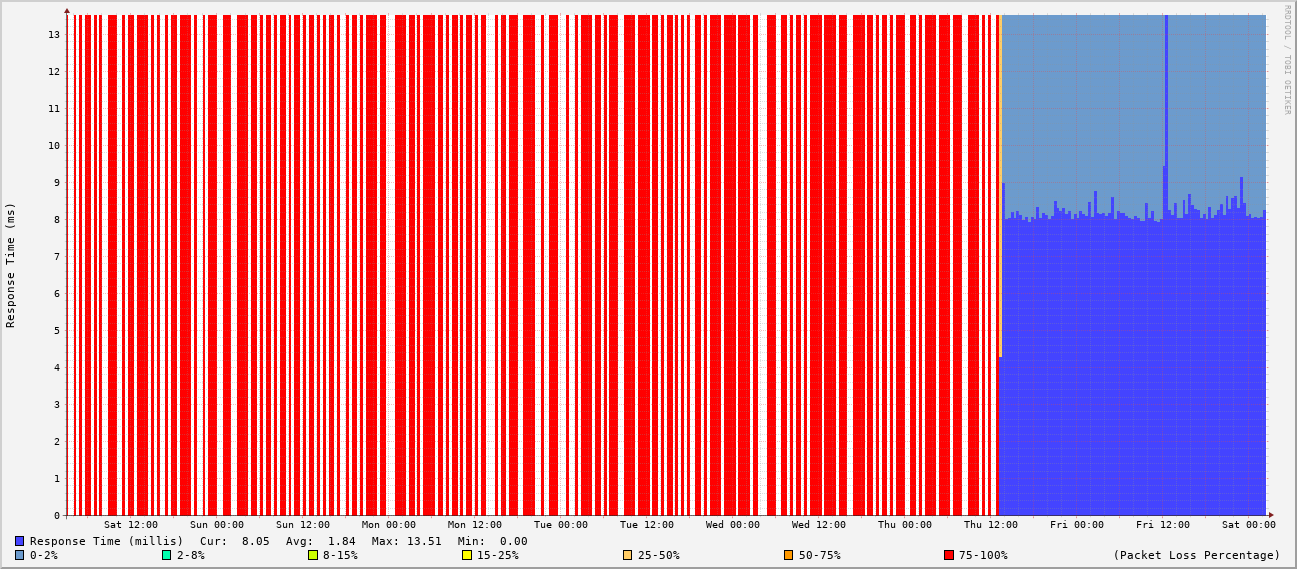 RRDTOOL / TOBI OETIKER
Response Time (ms)
13
12
11
10
9
8
7
6
5
4
3
2
1
0
Sat 12:00 Sun 00:00 Sun 12:00 Mon 00:00 Mon 12:00 Tue 00:00 Tue 12:00 Wed 00:00 Wed 12:00 Thu 00:00 Thu 12:00 Fri 00:00 Fri 12:00 Sat 00:00
Response Time (millis) Cur: 8.05 Avg: 1.84 Max: 13.51 Min: 0.00
0-2% 2-8% 8-15% 15-25% 25-50% 50-75% 75-100% (Packet Loss Percentage)